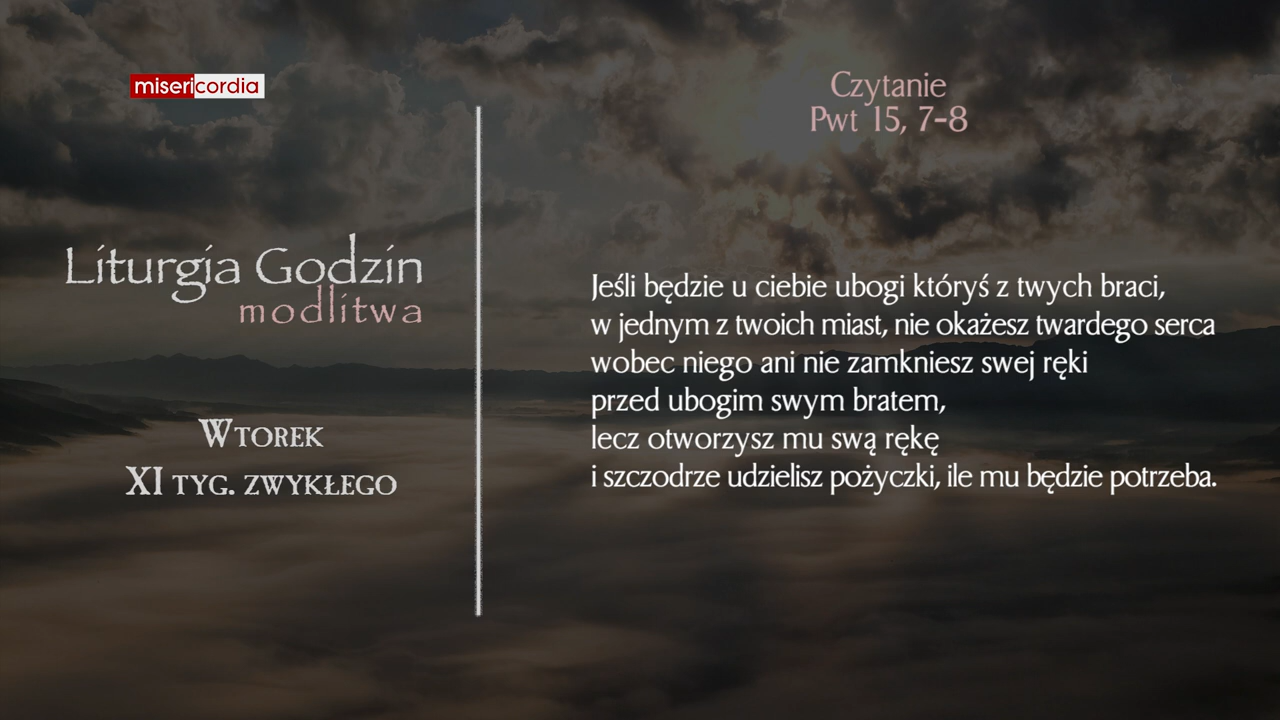 misericordia
Liturgia Godzin
modlitwa
Wtorek
XI tyg. zwykłego
Czytanie
Pwt 15, 7-8
Jeśli będzie u ciebie ubogi któryś z twych braci,
w jednym z twoich miast, nie okażesz twardego serca
wobec niego ani nie zamkniesz swej ręki
przed ubogim swym bratem,
lecz otworzysz mu swą rękę
i szczodrze udzielisz pożyczki, ile mu będzie potrzeba.